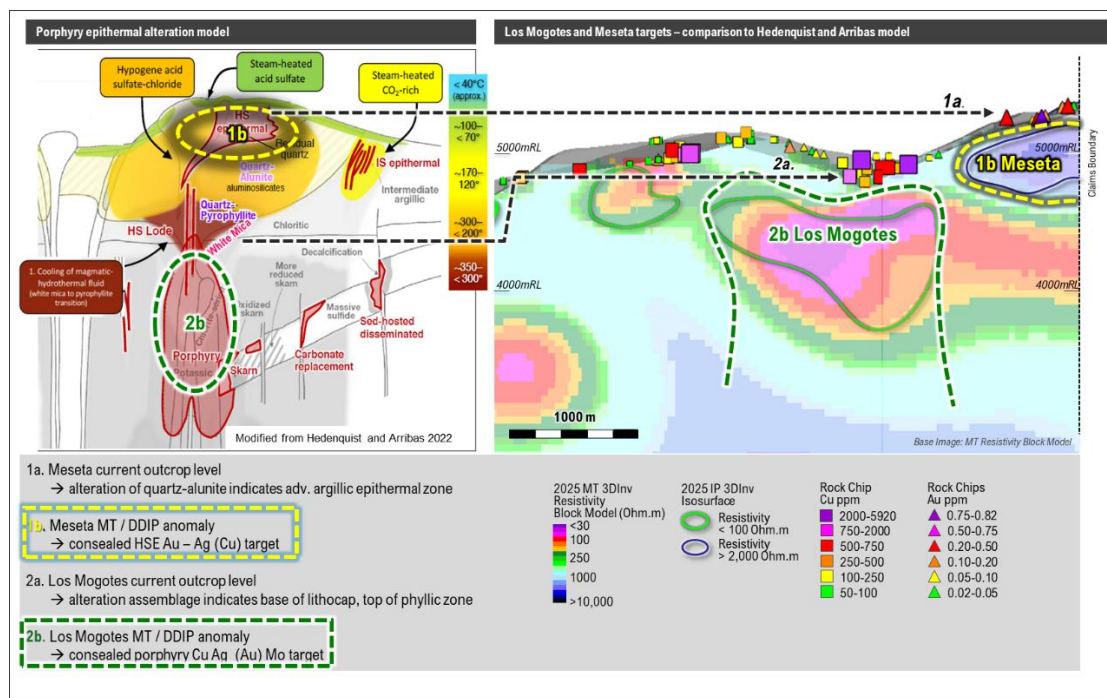 Porphyry epithermal alteration model
Los Mogotes and Meseta targets – comparison to Hedenquist and Arribas model
Hypogene acid
sulfate-chloride
Steam-heated
acid sulfate
Steam-heated
CO2-rich
HS
epithermal
1b
Residual
quartz
Quartz-
Alunite
aluminosilicates
IS epithermal
Intermediate
argillic
Quartz-
Pyrophyllite
White Mica
HS Lode
Chloritic
Decalcification
1. Cooling of magmatic-
hydrothermal fluid
(white mica to pyrophyllite
transition)
More
reduced
skarn
Oxidized
skarn
Massive
sulfide
2b
Porphyry
Potassic
Skarn
Sed-hosted
disseminated
Carbonate
replacement
Modified from Hedenquist and Arribas 2022
< 40°C
(approx.)
~100–
< 70°
~170–
120°
~300–
< 200°
~350–
< 300°
1a.
2a.
5000mRL
5000mRL
1b Meseta
Claims Boundary
2b Los Mogotes
4000mRL
4000mRL
1000 m
Base Image: MT Resistivity Block Model
1a. Meseta current outcrop level
→ alteration of quartz-alunite indicates adv. argillic epithermal zone
1b. Meseta MT / DDIP anomaly
→ consealed HSE Au – Ag (Cu) target
2a. Los Mogotes current outcrop level
→ alteration assemblage indicates base of lithocap, top of phyllic zone
2b. Los Mogotes MT / DDIP anomaly
→ consealed porphyry Cu Ag (Au) Mo target
2025 MT 3DInv
Resistivity
Block Model (Ohm.m)
<30
100
250
1000
>10,000
2025 IP 3DInv
Isosurface
Resistivity
< 100 Ohm.m
Resistivity
> 2,000 Ohm.m
Rock Chip
Cu ppm
2000-5920
750-2000
500-750
250-500
100-250
50-100
Rock Chips
Au ppm
0.75-0.82
0.50-0.75
0.20-0.50
0.10-0.20
0.05-0.10
0.02-0.05